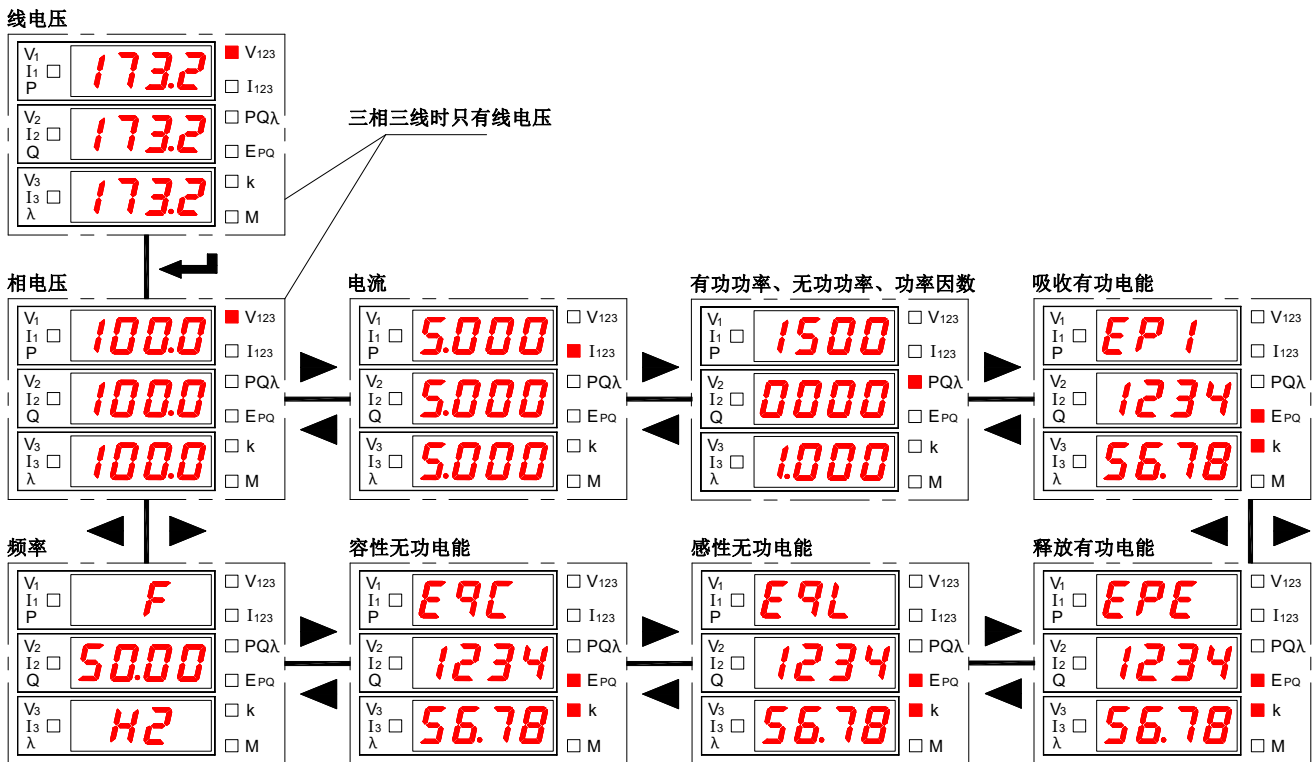 线电压
V1 I1 P 173.2
V2 I2 Q 173.2
V3 I3 λ 173.2
V123
I123
PQλ
EPQ
k
M
三相三线时只有线电压
相电压
V1 I1 P 100.0
V2 I2 Q 100.0
V3 I3 λ 100.0
V123
I123
PQλ
EPQ
k
M
电流
V1 I1 P 5.000
V2 I2 Q 5.000
V3 I3 λ 5.000
V123
I123
PQλ
EPQ
k
M
有功功率、无功功率、功率因数
V1 I1 P 1500
V2 I2 Q 0000
V3 I3 λ 1.000
V123
I123
PQλ
EPQ
k
M
吸收有功电能
V1 I1 P EP1
V2 I2 Q 1234
V3 I3 λ 56.78
V123
I123
PQλ
EPQ
k
M
频率
V1 I1 P F
V2 I2 Q 50.00
V3 I3 λ HZ
V123
I123
PQλ
EPQ
k
M
容性无功电能
V1 I1 P EqC
V2 I2 Q 1234
V3 I3 λ 56.78
V123
I123
PQλ
EPQ
k
M
感性无功电能
V1 I1 P EqL
V2 I2 Q 1234
V3 I3 λ 56.78
V123
I123
PQλ
EPQ
k
M
释放有功电能
V1 I1 P EPE
V2 I2 Q 1234
V3 I3 λ 56.78
V123
I123
PQλ
EPQ
k
M